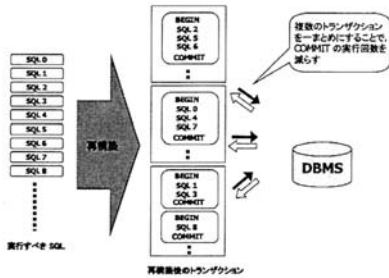 SQL 0
SQL 1
SQL 2
SQL 3
SQL 4
SQL 5
SQL 6
SQL 7
SQL 8
実行すべき SQL
再構築
BEGIN
SQL 2
SQL 5
SQL 6
COMMIT
BEGIN
SQL 0
SQL 4
SQL 7
COMMIT
BEGIN
SQL 1
SQL 3
COMMIT
BEGIN
SQL 8
COMMIT
再構築後のトランザクション
複数のトランザクション
を一まとめにすることで、
COMMIT の実行回数を
減らす
DBMS